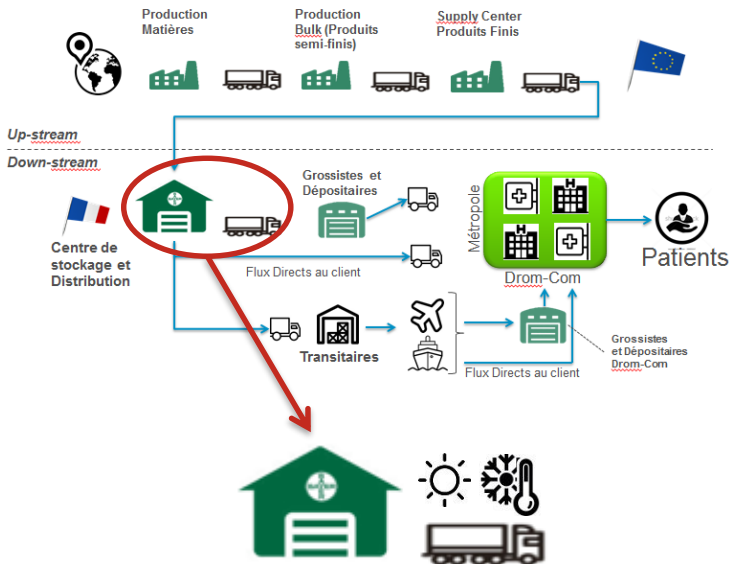 Production
Matières
Production
Bulk (Produits
semi-finis)
Supply Center
Produits Finis
Up-stream
Down-stream
Grossistes et
Dépositaires
Centre de
stockage et
Distribution
Flux Directs au client
Métropole
H
H
Drom-Com
Patients
Transitaires
Grossistes
et Dépositaires
Drom-Com
Flux Directs au client
BAYER